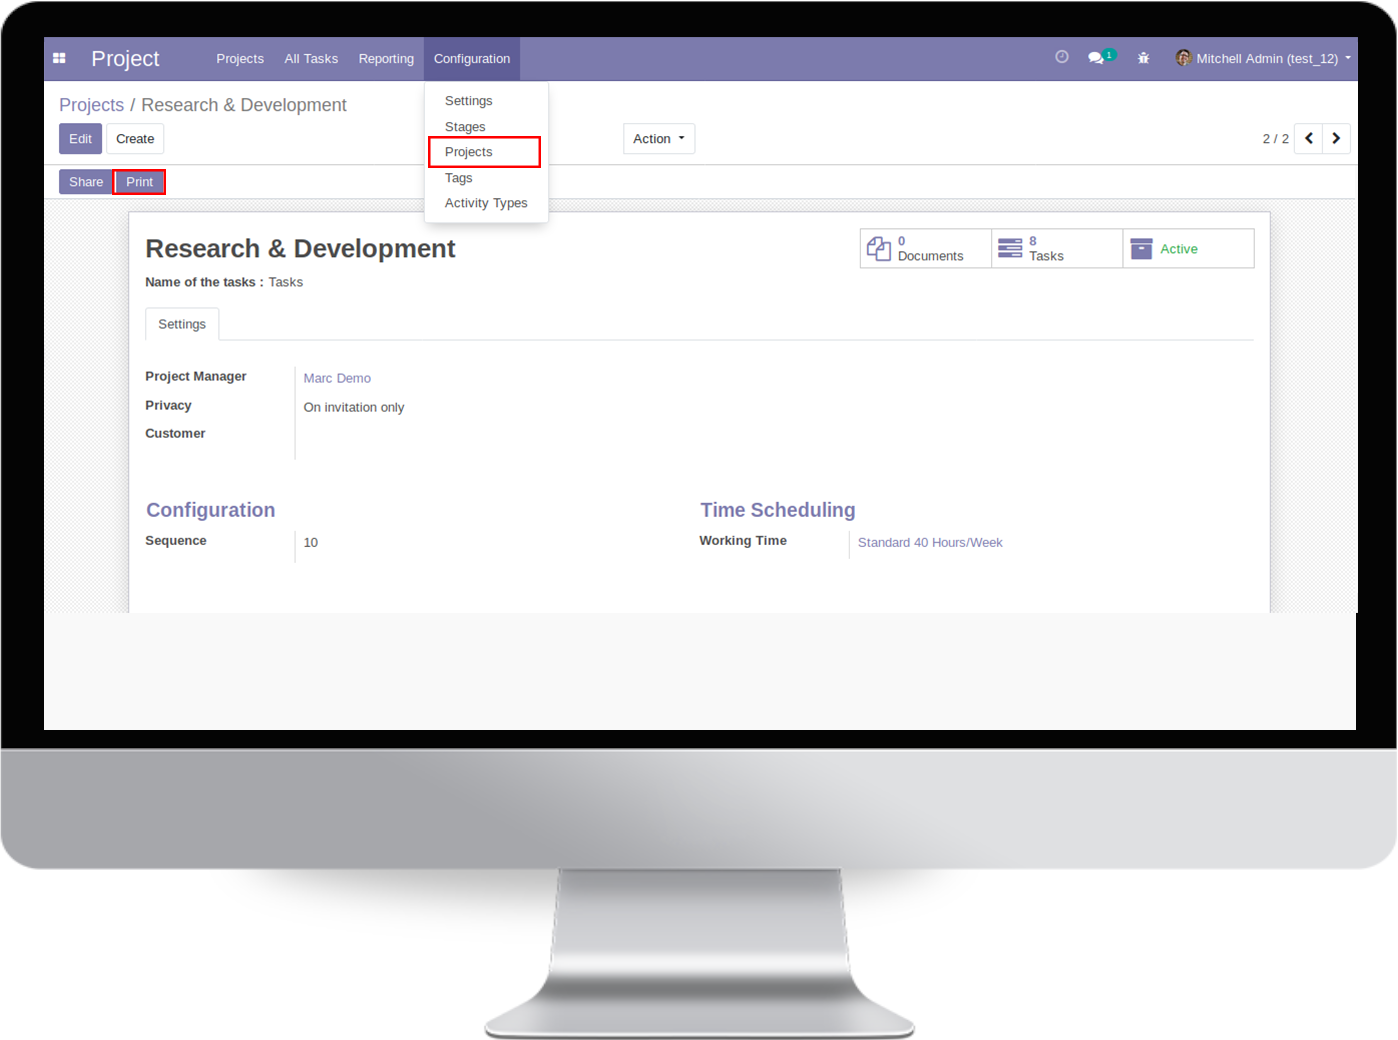 Project Projects All Tasks Reporting Configuration 1 Mitchell Admin (test_12)
Projects / Research & Development
Settings
Stages
Projects
Tags
Activity Types
Edit Create Action 2 / 2
Share Print
Research & Development
0 Documents
8 Tasks
Active
Name of the tasks : Tasks
Settings
Project Manager Marc Demo
Privacy On invitation only
Customer
Configuration
Sequence 10
Time Scheduling
Working Time Standard 40 Hours/Week